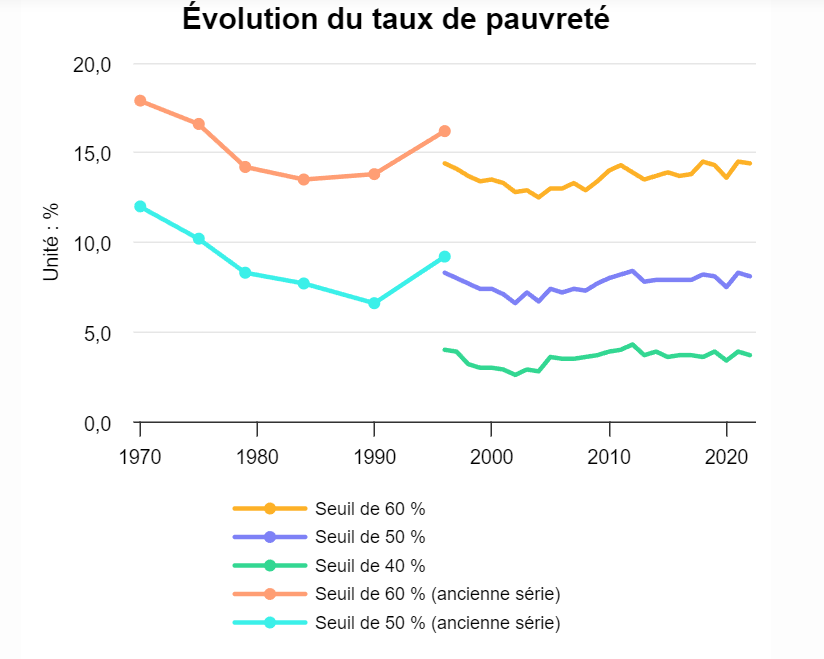 Évolution du taux de pauvreté
20,0
15,0
10,0
5,0
0,0
Unité : %
1970 1980 1990 2000 2010 2020
Seuil de 60 %
Seuil de 50 %
Seuil de 40 %
Seuil de 60 % (ancienne série)
Seuil de 50 % (ancienne série)